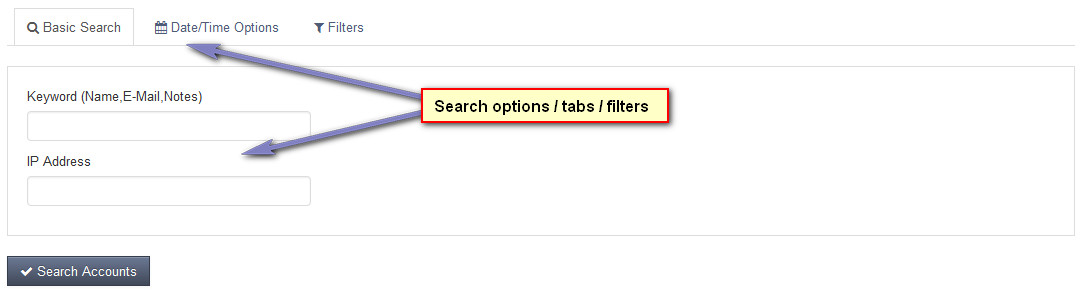 Basic Search Date/Time Options Filters
Keyword (Name,E-Mail,Notes)
Search options / tabs / filters
IP Address
Search Accounts